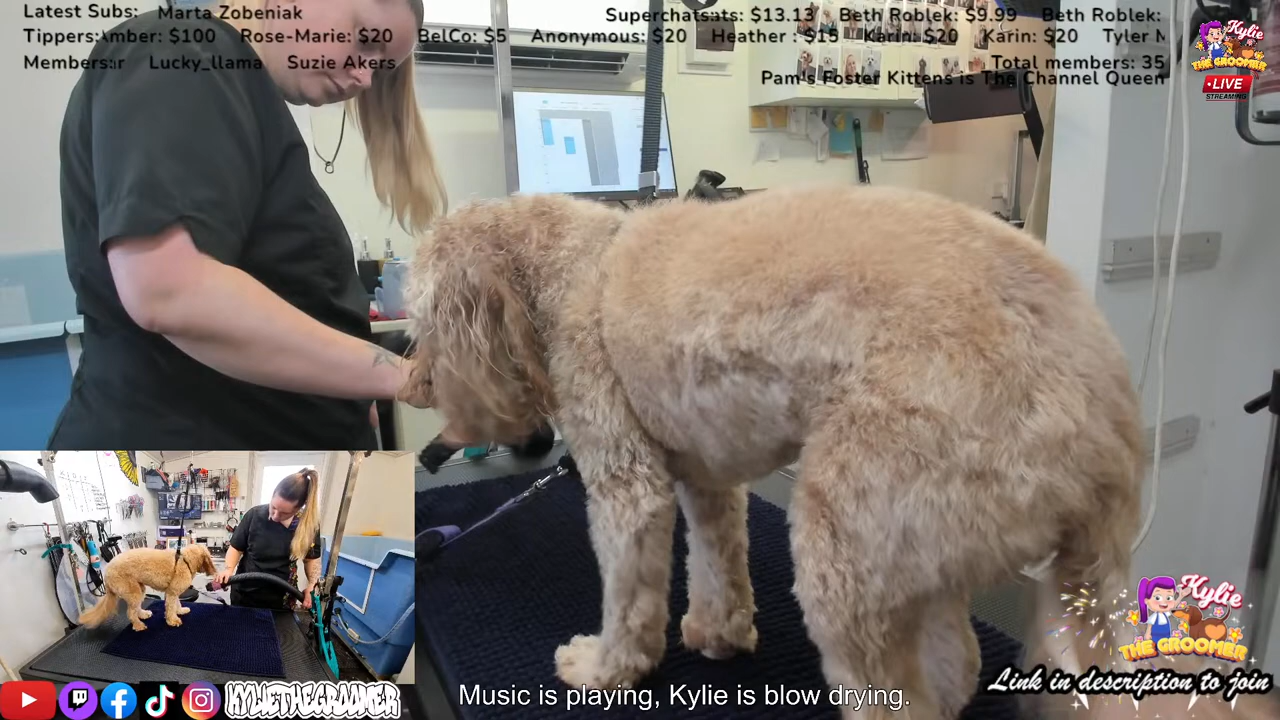 Latest Subs: Marta Zobeniak
Superchatsats: $13.13 Beth Roblek: $9.99 Beth Roblek:
Tippers: Amber: $100 Rose-Marie: $20 BelCo: $5 Anonymous: $20 Heather : $15 Karin: $20 Karin: $20 Tyler
Members:r Lucky_llama Suzie Akers
Total members: 35
Pam's Foster Kittens is The Channel Queen
Kylie
THE GROOMER
LIVE
STREAMING
Kylie
THE GROOMER
Link in description to join
KYLIETHEGROOMER
Music is playing, Kylie is blow drying.